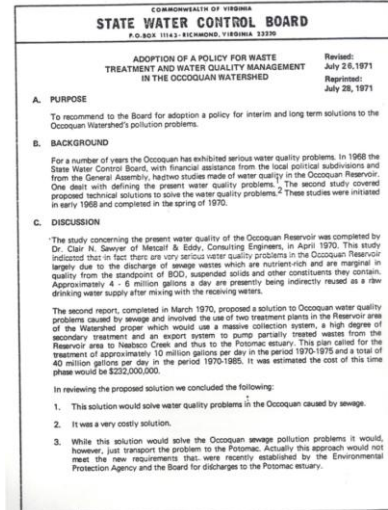 COMMONWEALTH OF VIRGINIA
STATE WATER CONTROL BOARD
P.O. BOX 11143 - RICHMOND, VIRGINIA 23230
ADOPTION OF A POLICY FOR WASTE
TREATMENT AND WATER QUALITY MANAGEMENT
IN THE OCCOQUAN WATERSHED
Revised:
July 26, 1971
Reprinted:
July 28, 1971
A. PURPOSE
To recommend to the Board for adoption a policy for interim and long term solutions to the
Occoquan Watershed's pollution problems.
B. BACKGROUND
For a number of years the Occoquan has exhibited serious water quality problems. In 1968 the
State Water Control Board, with financial assistance from the local political subdivisions and
from the General Assembly, had two studies made of water quality in the Occoquan Reservoir.
One dealt with defining the present water quality problems.1 The second study covered
proposed technical solutions to solve the water quality problems.2 These studies were initiated
in early 1968 and completed in the spring of 1970.
C. DISCUSSION
The study concerning the present water quality of the Occoquan Reservoir was completed by
Dr. Clair N. Sawyer of Metcalf & Eddy, Consulting Engineers, in April 1970. This study
indicated that in fact there are very serious water quality problems in the Occoquan Reservoir
largely due to the discharge of sewage wastes which are nutrient-rich and are marginal in
quality from the standpoint of BOD, suspended solids and other constituents they contain.
Approximately 4 - 6 million gallons a day are presently being indirectly reused as a raw
drinking water supply after mixing with the receiving waters.
The second report, completed in March 1970, proposed a solution to Occoquan water quality
problems caused by sewage and involved the use of two treatment plants in the Reservoir area
of the Watershed proper which would use a massive collection system, a high degree of
secondary treatment and an export system to pump partially treated wastes from the
Reservoir area to Neabsco Creek and thus to the Potomac estuary. This plan called for the
treatment of approximately 10 million gallons per day in the period 1970-1975 and a total of
40 million gallons per day in the period 1970-1985. It was estimated the cost of this time
phase would be $232,000,000.
In reviewing the proposed solution we concluded the following:
1. This solution would solve water quality problems in the Occoquan caused by sewage.
2. It was a very costly solution.
3. While this solution would solve the Occoquan sewage pollution problems it would,
however, just transport the problem to the Potomac. Actually this approach would not
meet the new requirements that were recently established by the Environmental
Protection Agency and the Board for discharges to the Potomac estuary.